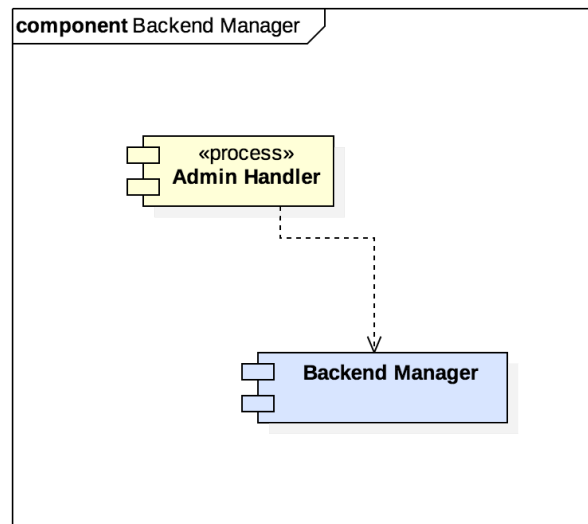 component Backend Manager
«process»
Admin Handler
Backend Manager